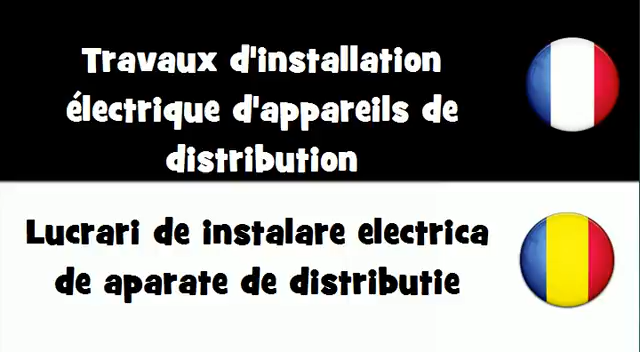 Travaux d'installation
électrique d'appareils de
distribution
Lucrari de instalare electrica
de aparate de distributie